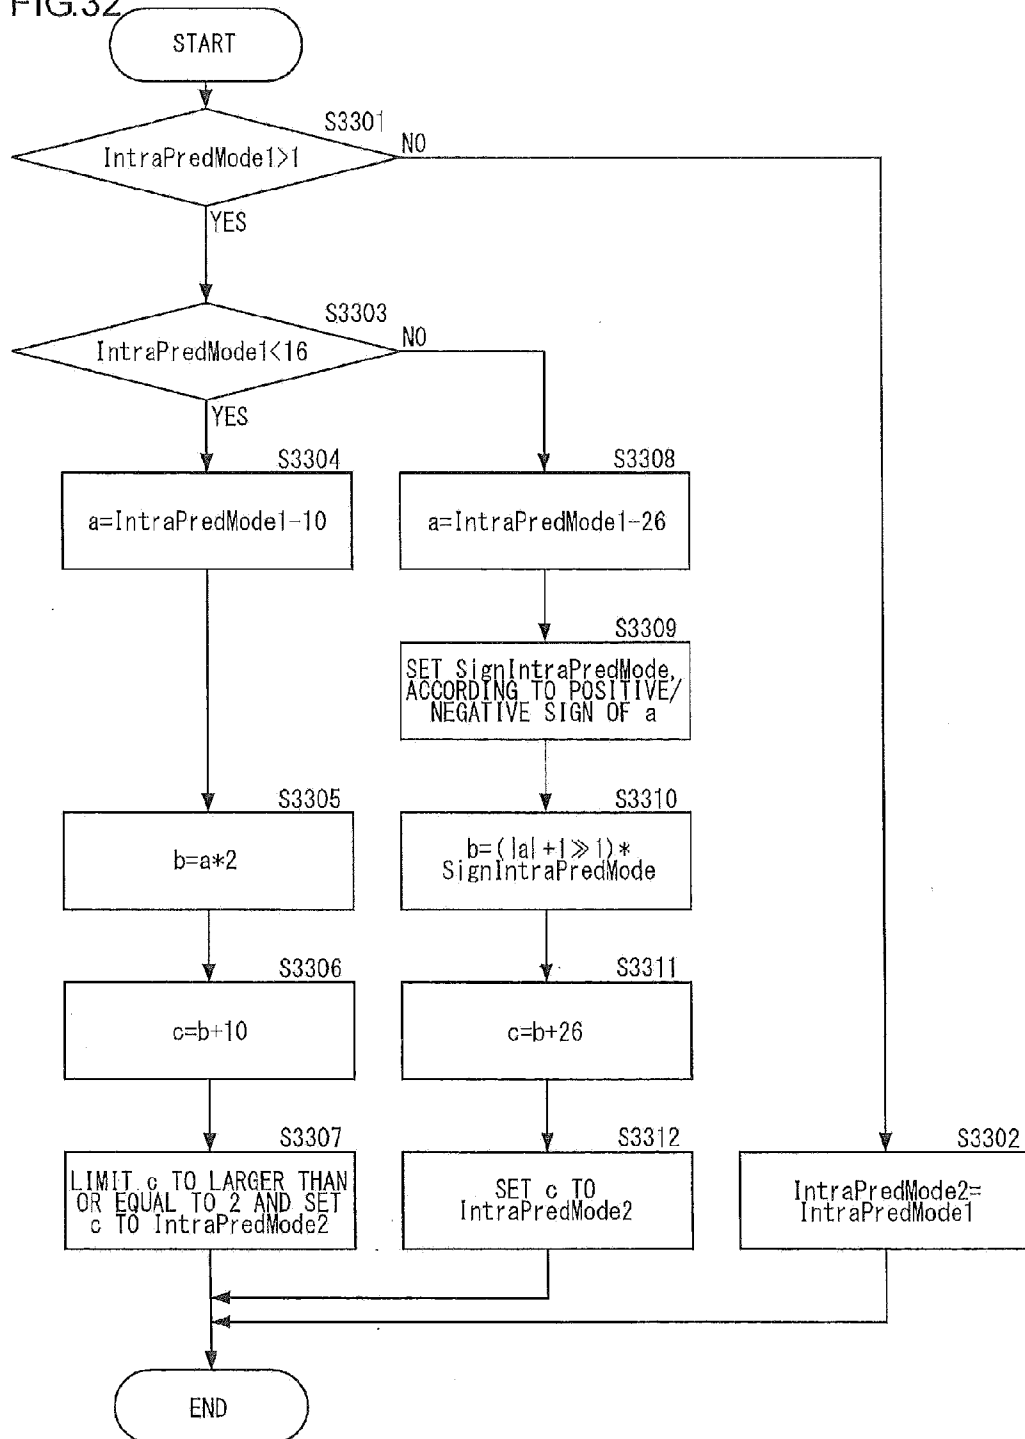 FIG.32
START
S3301
IntraPredMode1>1
NO
YES
S3303
IntraPredMode1<16
NO
YES
S3304
a=IntraPredMode1-10
S3308
a=IntraPredMode1-26
S3309
SET SignIntraPredMode,
ACCORDING TO POSITIVE/
NEGATIVE SIGN OF a
S3305
b=a*2
S3310
b=(|a|+1≫1)*
SignIntraPredMode
S3306
c=b+10
S3311
c=b+26
S3307
LIMIT c TO LARGER THAN
OR EQUAL TO 2 AND SET
c TO IntraPredMode2
S3312
SET c TO
IntraPredMode2
S3302
IntraPredMode2=
IntraPredMode1
END